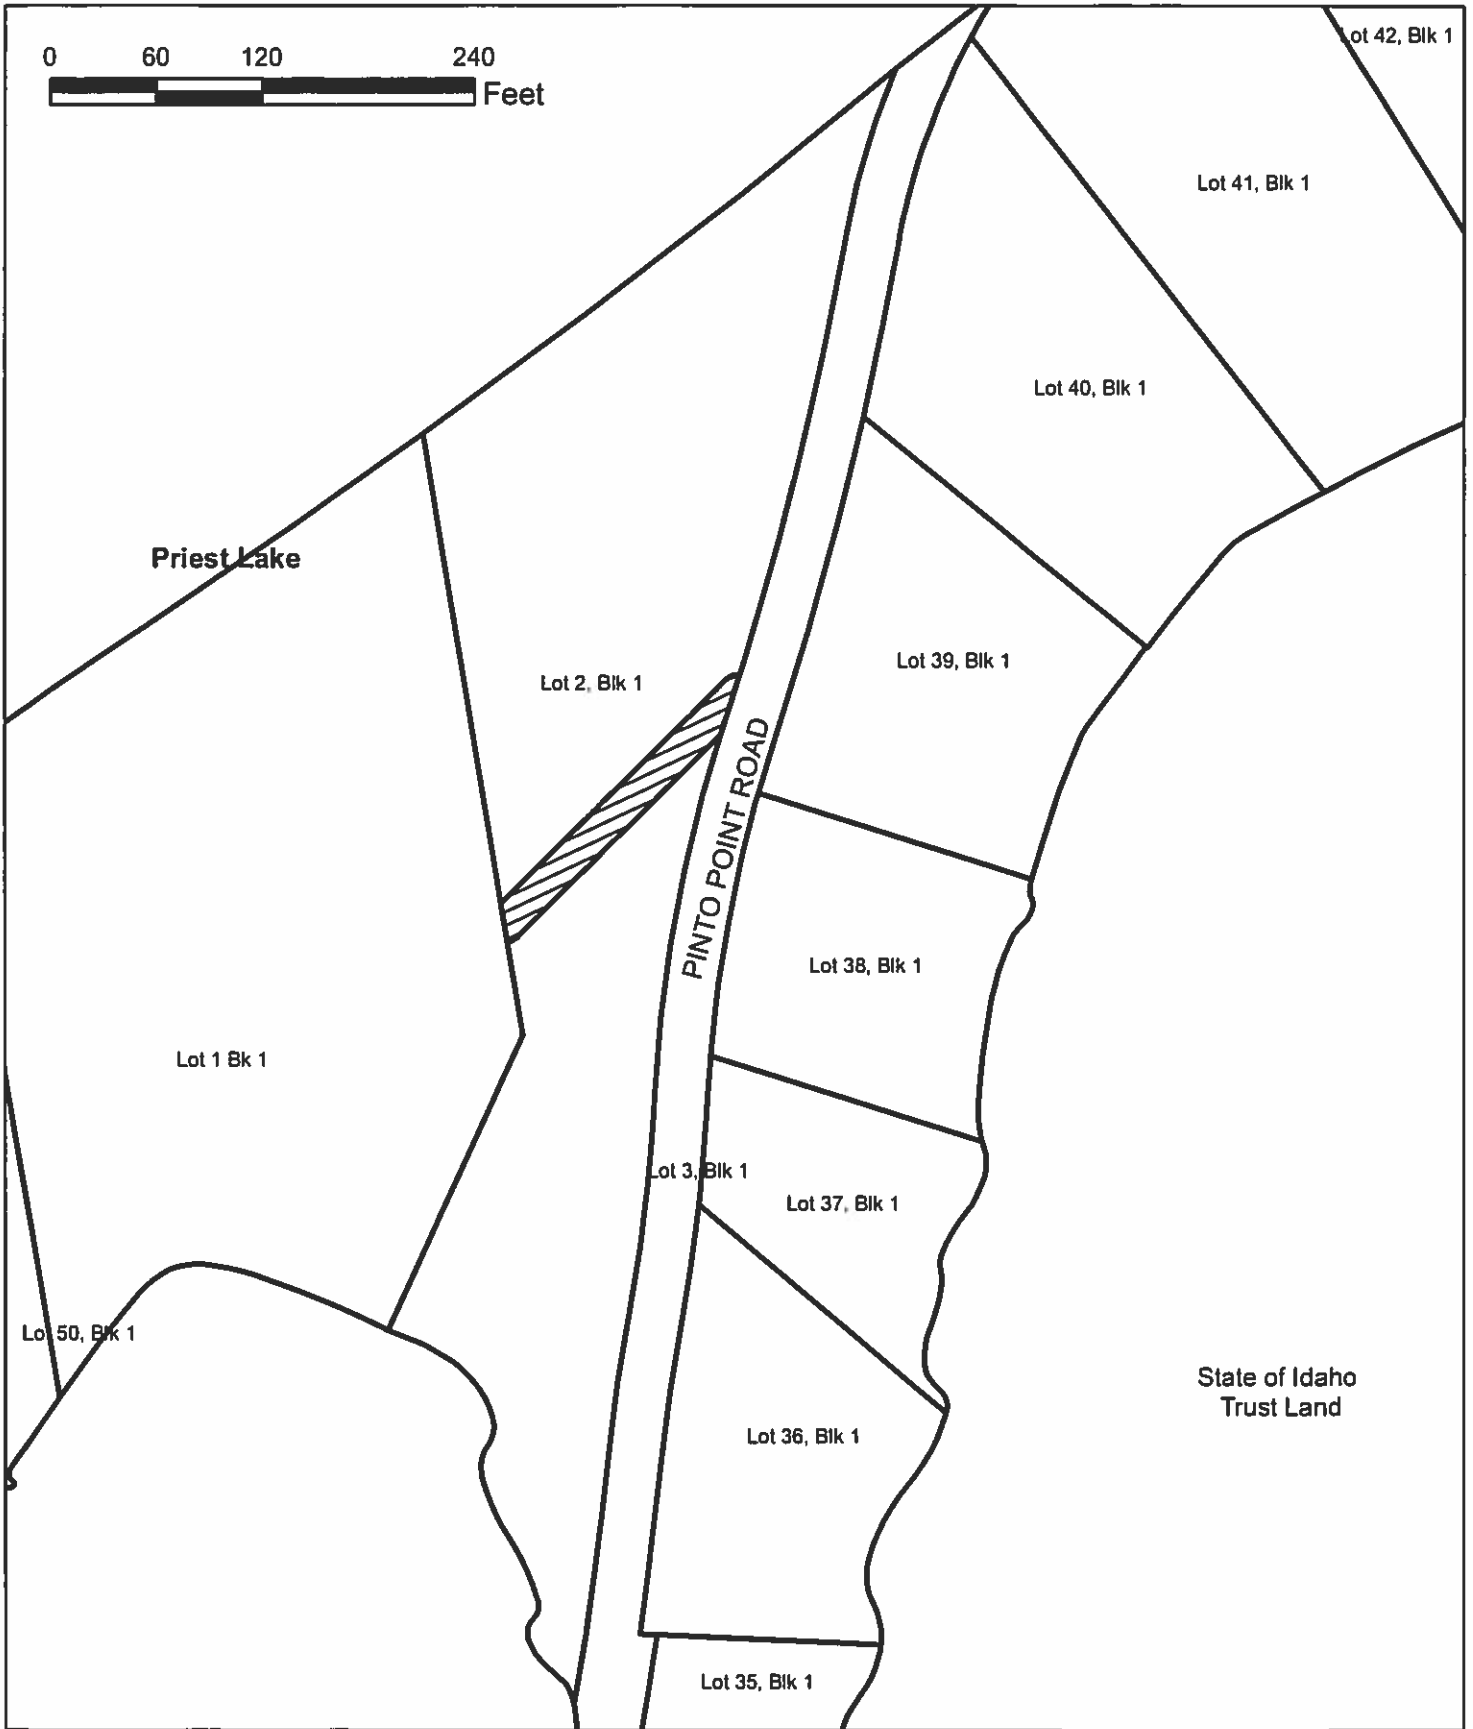 0 60 120 240
Feet
Lot 42, Blk 1
Lot 41, Blk 1
Lot 40, Blk 1
Priest Lake
Lot 39, Blk 1
Lot 2, Blk 1
PINTO POINT ROAD
Lot 38, Blk 1
Lot 1 Bk 1
Lot 3, Blk 1
Lot 37, Blk 1
Lot 50, Blk 1
State of Idaho
Trust Land
Lot 36, Blk 1
Lot 35, Blk 1